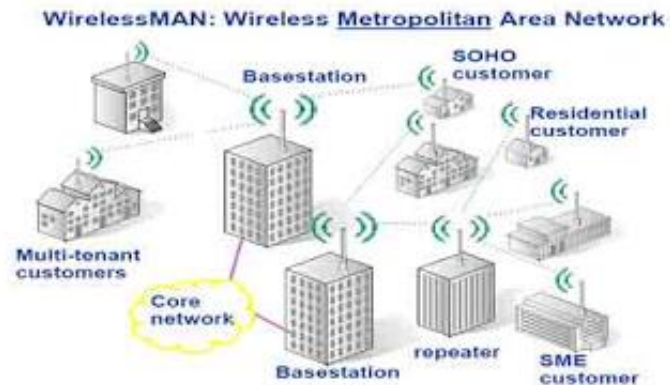 WirelessMAN: Wireless Metropolitan Area Network
Basestation
SOHO
customer
Residential
customer
Multi-tenant
customers
Core
network
Basestation
repeater
SME
customer